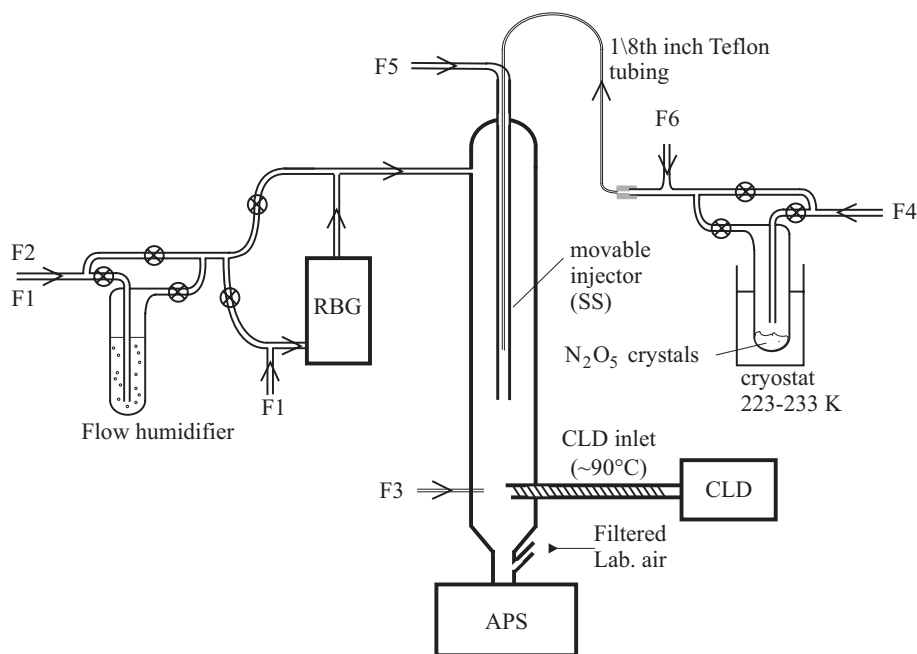 1\8th inch Teflon
tubing
F5
F6
F4
F2
F1
movable
injector
(SS)
RBG
N2O5 crystals
F1
cryostat
223-233 K
Flow humidifier
CLD inlet
(~90°C)
F3
CLD
Filtered
Lab. air
APS